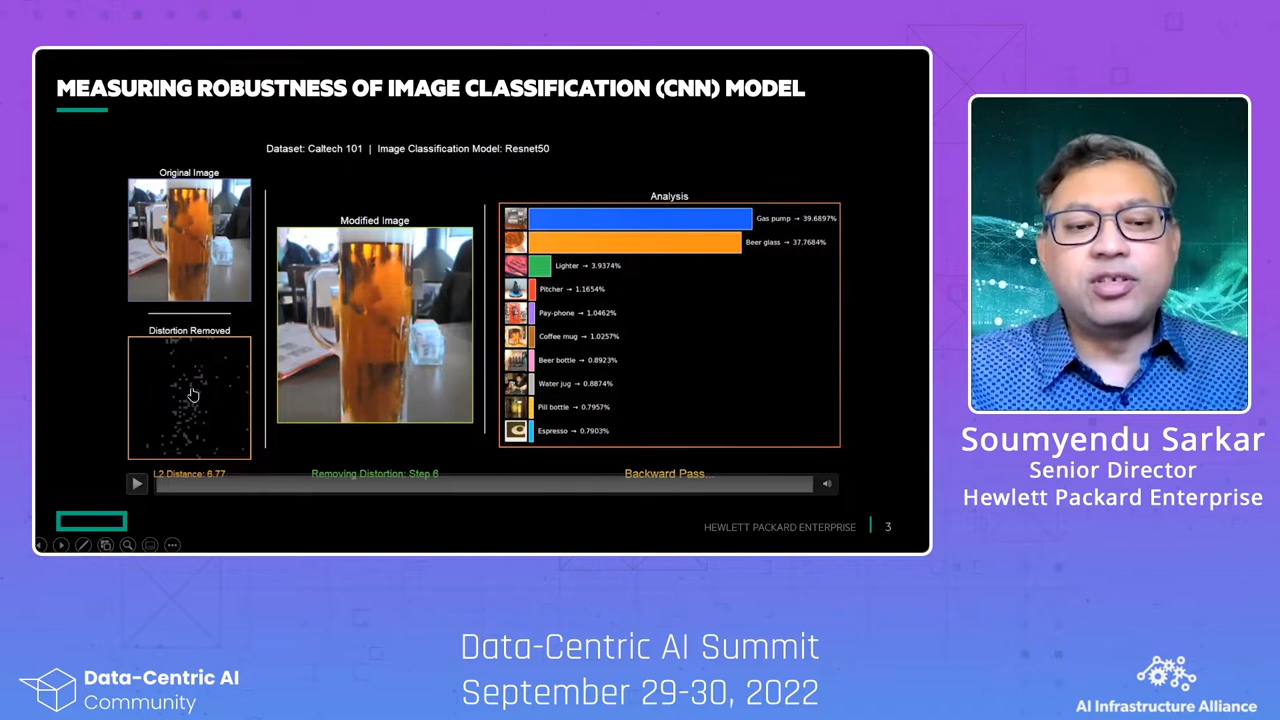 MEASURING ROBUSTNESS OF IMAGE CLASSIFICATION (CNN) MODEL
Dataset: Caltech 101 | Image Classification Model: Resnet50
Original Image
Modified Image
Distortion Removed
L2 Distance: 6.77
Removing Distortion: Step 6
Analysis
Gas pump → 39.6897%
Beer glass → 37.7684%
Lighter → 3.9374%
Pitcher → 1.1654%
Pay-phone → 1.0462%
Coffee mug → 1.0257%
Beer bottle → 0.8923%
Water jug → 0.8874%
Pill bottle → 0.7957%
Espresso → 0.7903%
Backward Pass...
HEWLETT PACKARD ENTERPRISE
3
Soumyendu Sarkar
Senior Director
Hewlett Packard Enterprise
Data-Centric AI Summit
September 29-30, 2022
Data-Centric AI
Community
AI Infrastructure Alliance